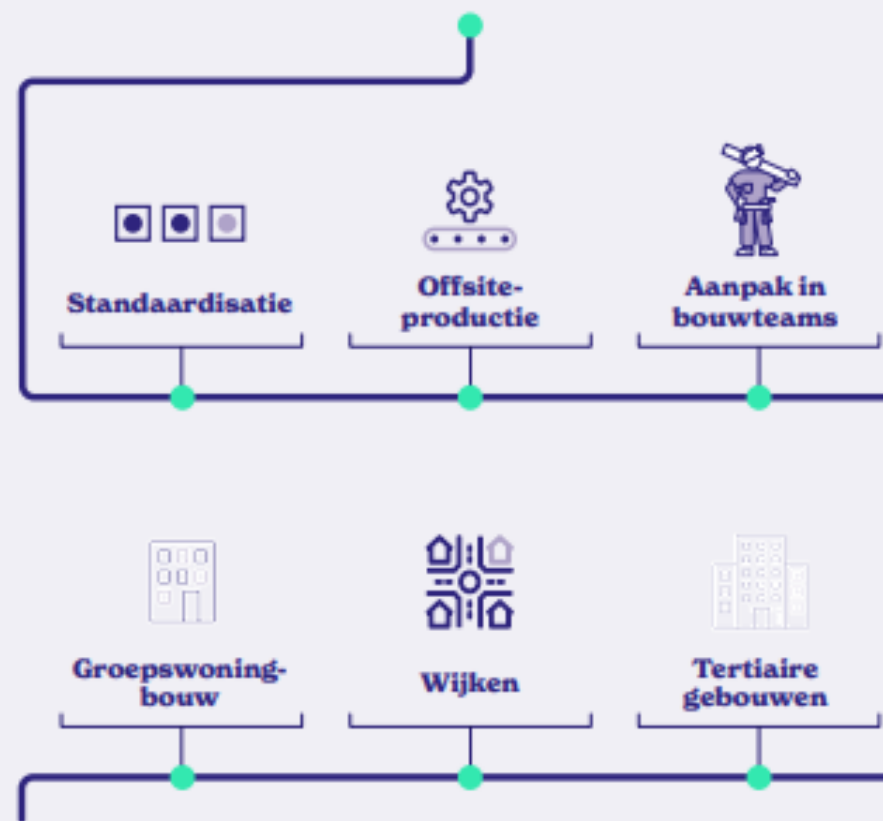 Standaardisatie
Offsite-
productie
Aanpak in
bouwteams
Groepswoning-
bouw
Wijken
Tertiaire
gebouwen